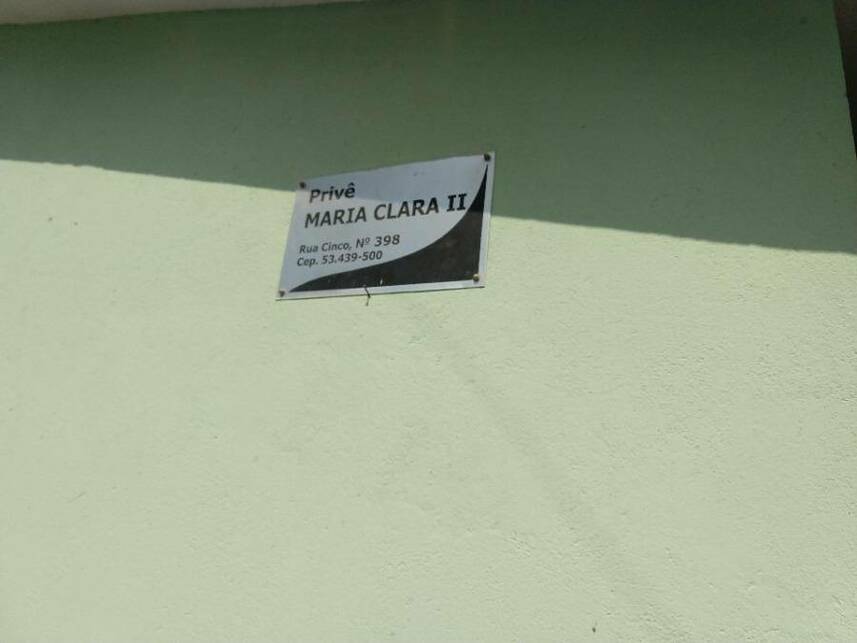 Privê
MARIA CLARA II
Rua Cinco, Nº 398
Cep. 53.439-500